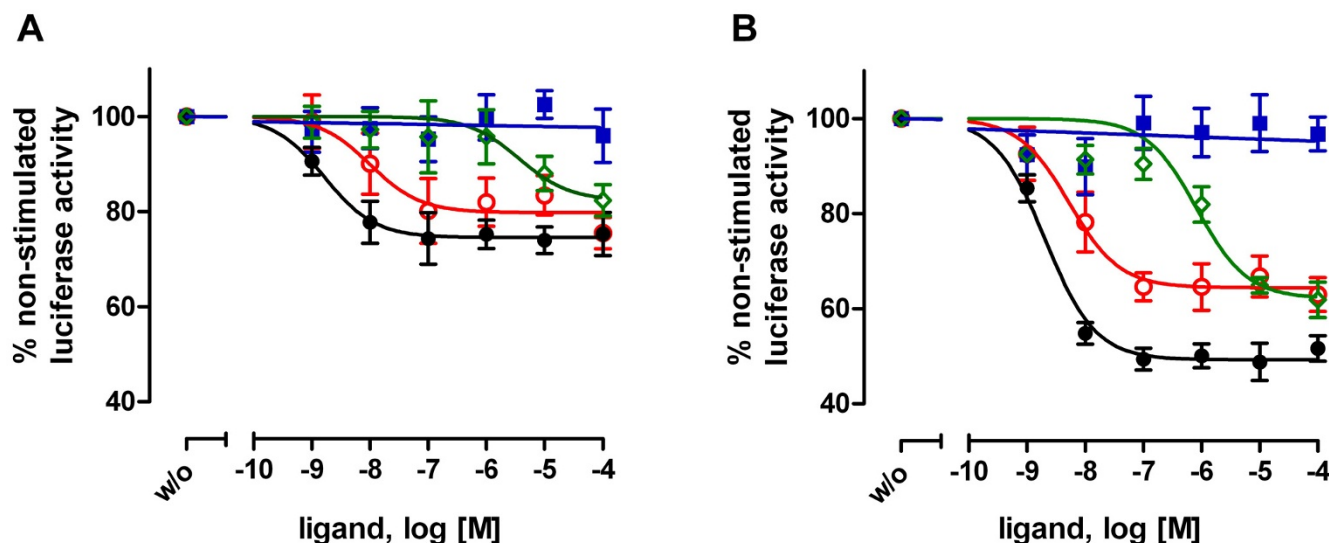 A
% non-stimulated
luciferase activity
100
80
60
40
w/o
-10 -9 -8 -7 -6 -5 -4
ligand, log [M]
B
% non-stimulated
luciferase activity
100
80
60
40
w/o
-10 -9 -8 -7 -6 -5 -4
ligand, log [M]